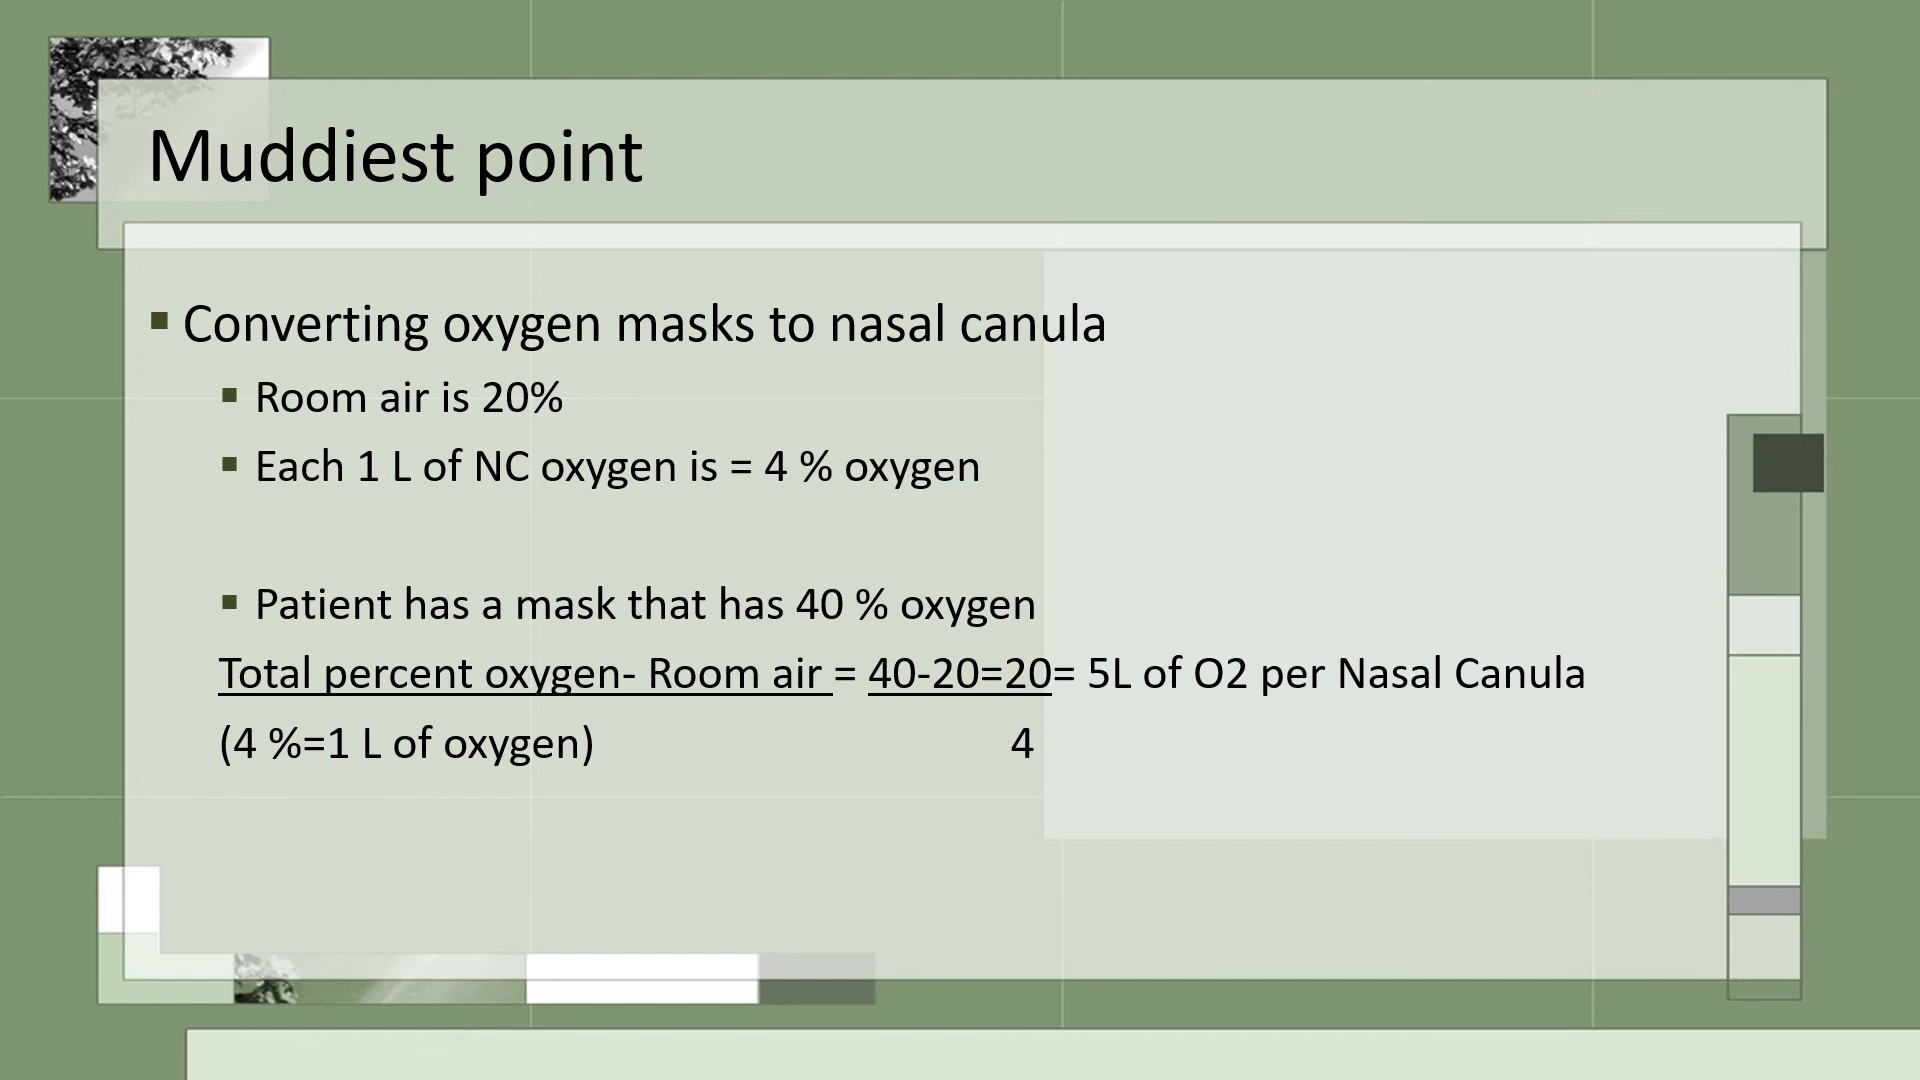 Muddiest point
Converting oxygen masks to nasal canula
Room air is 20%
Each 1 L of NC oxygen is = 4 % oxygen
Patient has a mask that has 40 % oxygen
Total percent oxygen- Room air = 40-20=20= 5L of O2 per Nasal Canula
(4 %=1 L of oxygen) 4